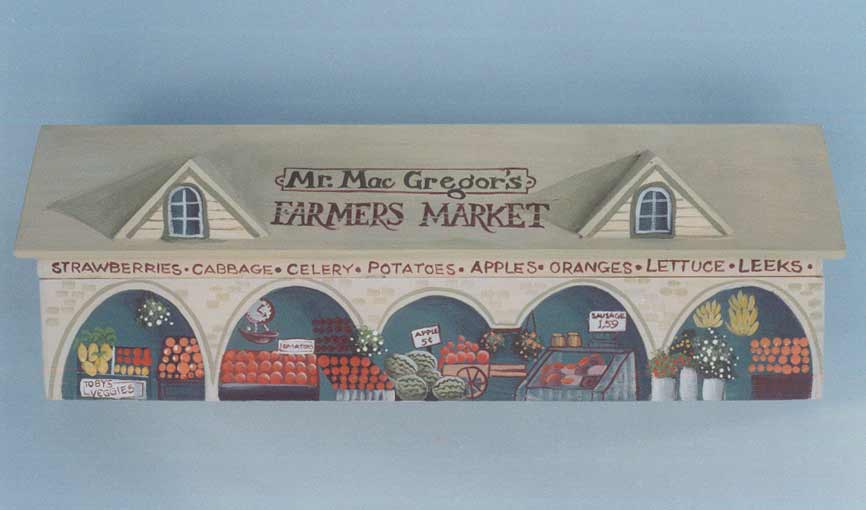 Mr. Mac Gregor's
FARMERS MARKET
STRAWBERRIES • CABBAGE • CELERY • POTATOES • APPLES • ORANGES • LETTUCE • LEEKS •
SAUSAGE
1.59
APPLE
5¢
TOMATOS
TOBYS
VEGGIES